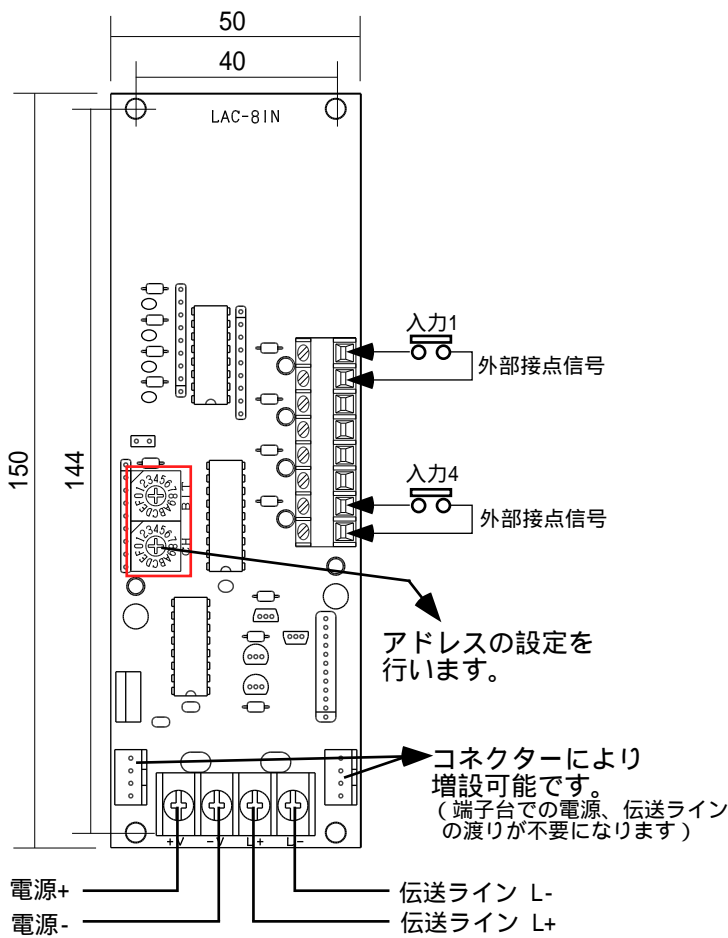 50
40
LAC-8IN
150
144
入力1
外部接点信号
入力4
外部接点信号
0123456789ABCDEF
BIT
0123456789ABCDEF
CH
アドレスの設定を
行います。
コネクターにより
増設可能です。
（端子台での電源、伝送ライン
の渡りが不要になります）
+V -V L+ L-
電源+
電源-
伝送ライン L-
伝送ライン L+